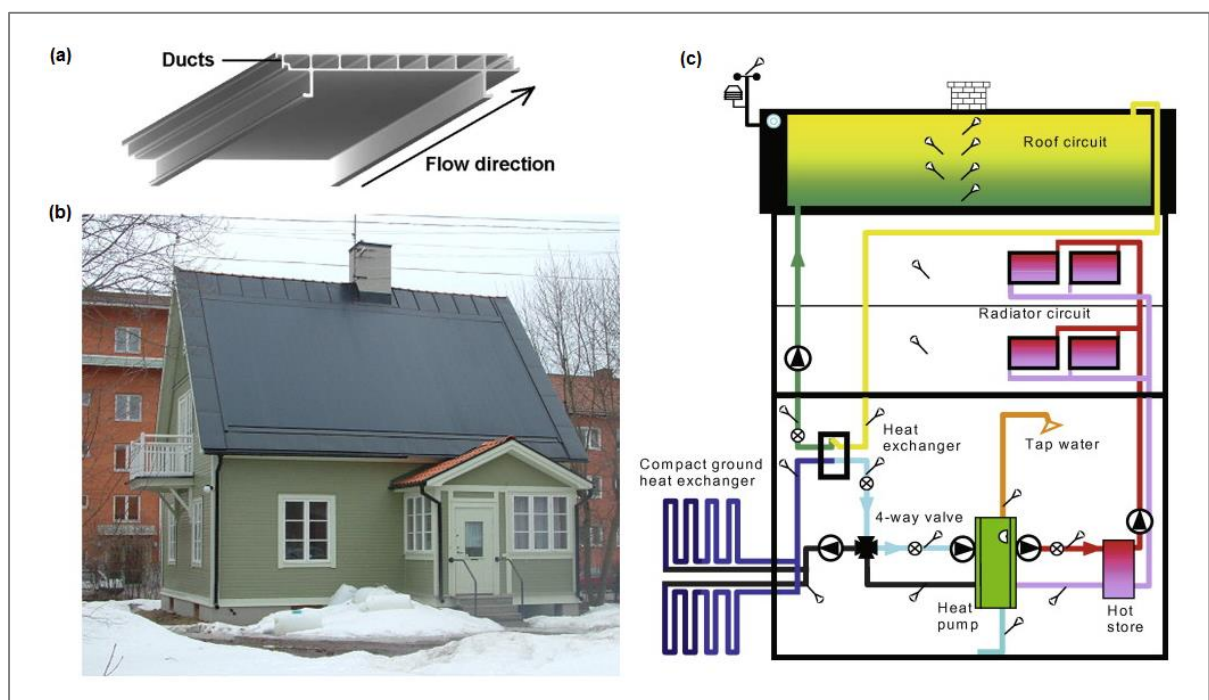 (a)
Ducts
Flow direction
(b)
(c)
Roof circuit
Radiator circuit
Heat
exchanger
Tap water
Compact ground
heat exchanger
4-way valve
Heat
pump
Hot
store